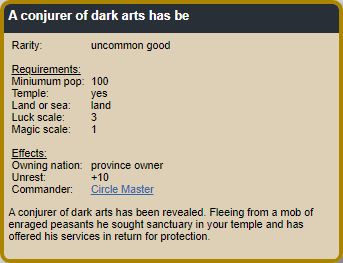 A conjurer of dark arts has be
Rarity: uncommon good
Requirements:
Miniumum pop: 100
Temple: yes
Land or sea: land
Luck scale: 3
Magic scale: 1
Effects:
Owning nation: province owner
Unrest: +10
Commander: Circle Master
A conjurer of dark arts has been revealed. Fleeing from a mob of
enraged peasants he sought sanctuary in your temple and has
offered his services in return for protection.